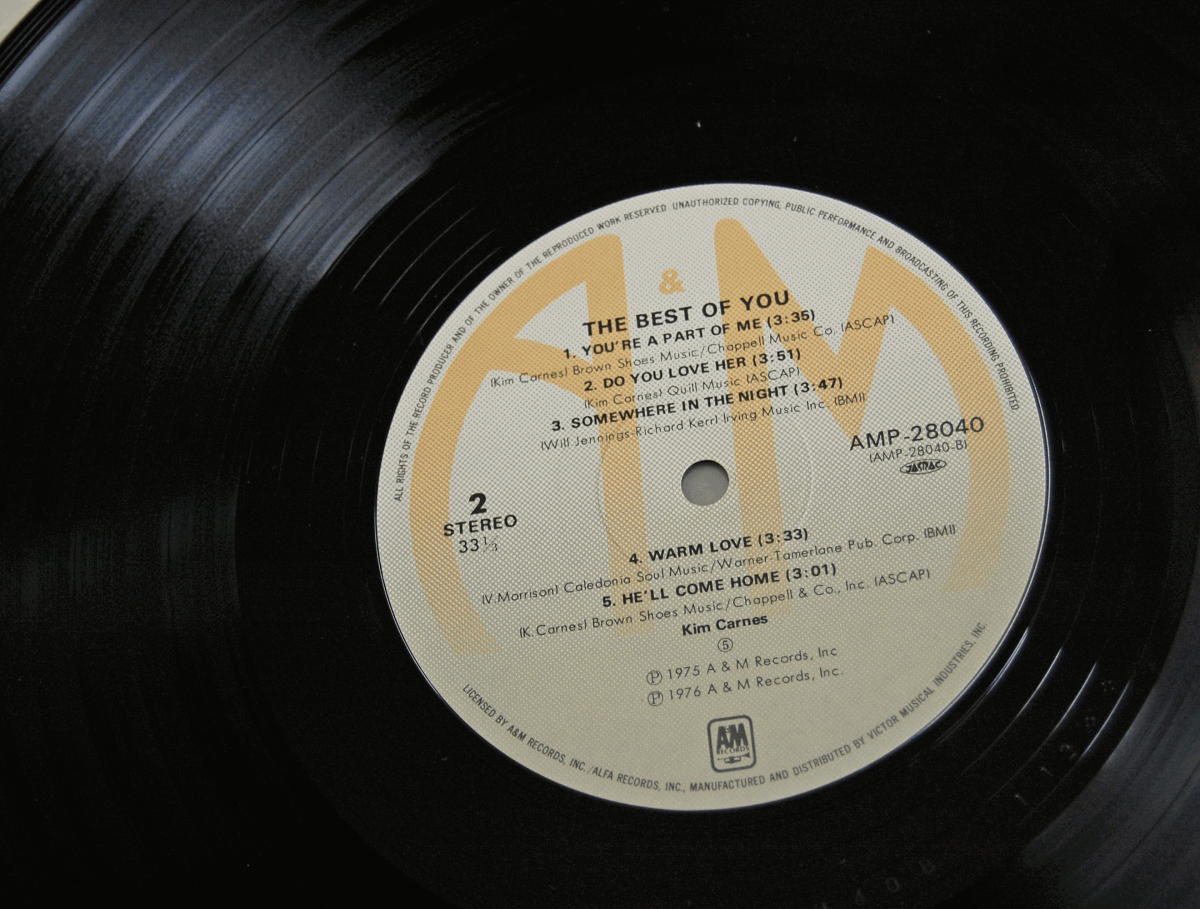 ALL RIGHTS OF THE RECORD PRODUCER AND OF THE OWNER OF THE REPRODUCED WORK RESERVED. UNAUTHORIZED COPYING, PUBLIC PERFORMANCE AND BROADCASTING OF THIS RECORDING PROHIBITED
&
THE BEST OF YOU
1. YOU'RE A PART OF ME (3:35)
(Kim Carnes) Brown Shoes Music/Chappell Music Co. (ASCAP)
2. DO YOU LOVE HER (3:51)
(Kim Carnes) Quill Music (ASCAP)
3. SOMEWHERE IN THE NIGHT (3:47)
(Will Jennings-Richard Kerr) Irving Music Inc. (BMI)
AMP-28040
(AMP-28040-B)
JASRAC
2
STEREO
33⅓
4. WARM LOVE (3:33)
(V.Morrison) Caledonia Soul Music/Warner-Tamerlane Pub. Corp. (BMI)
5. HE'LL COME HOME (3:01)
(K.Carnes) Brown Shoes Music/Chappell & Co., Inc. (ASCAP)
Kim Carnes
⑤
Ⓟ 1975 A & M Records, Inc
Ⓟ 1976 A & M Records, Inc.
A&M
RECORDS
LICENSED BY A&M RECORDS, INC./ALFA RECORDS, INC., MANUFACTURED AND DISTRIBUTED BY VICTOR MUSICAL INDUSTRIES, INC.